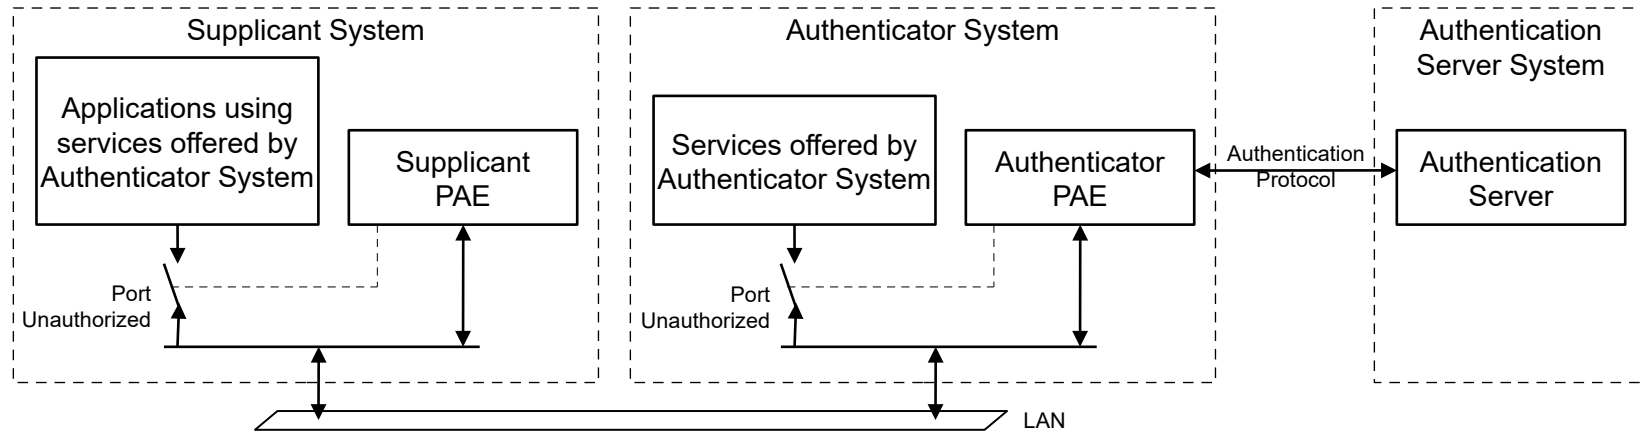 Supplicant System
Applications using
services offered by
Authenticator System
Supplicant
PAE
Port
Unauthorized
Authenticator System
Services offered by
Authenticator System
Authenticator
PAE
Port
Unauthorized
Authentication
Protocol
Authentication
Server System
Authentication
Server
LAN